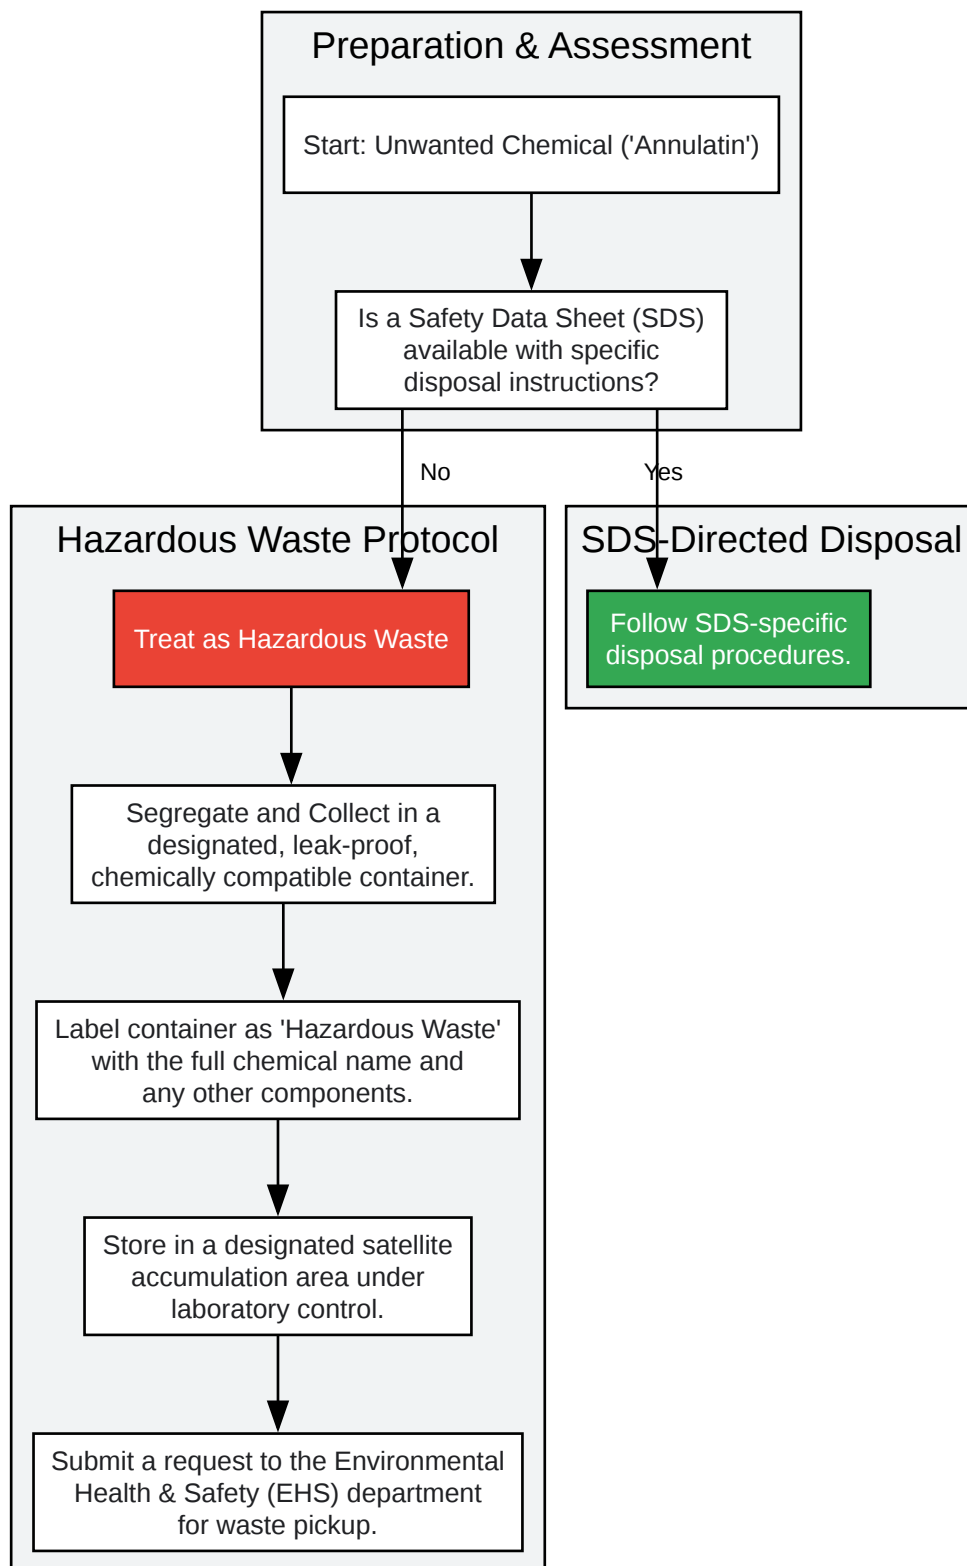 Preparation & Assessment
Start: Unwanted Chemical ('Annulatin')
Is a Safety Data Sheet (SDS)
available with specific
disposal instructions?
No
Yes
Hazardous Waste Protocol
Treat as Hazardous Waste
Segregate and Collect in a
designated, leak-proof,
chemically compatible container.
Label container as 'Hazardous Waste'
with the full chemical name and
any other components.
Store in a designated satellite
accumulation area under
laboratory control.
Submit a request to the Environmental
Health & Safety (EHS) department
for waste pickup.
SDS-Directed Disposal
Follow SDS-specific
disposal procedures.